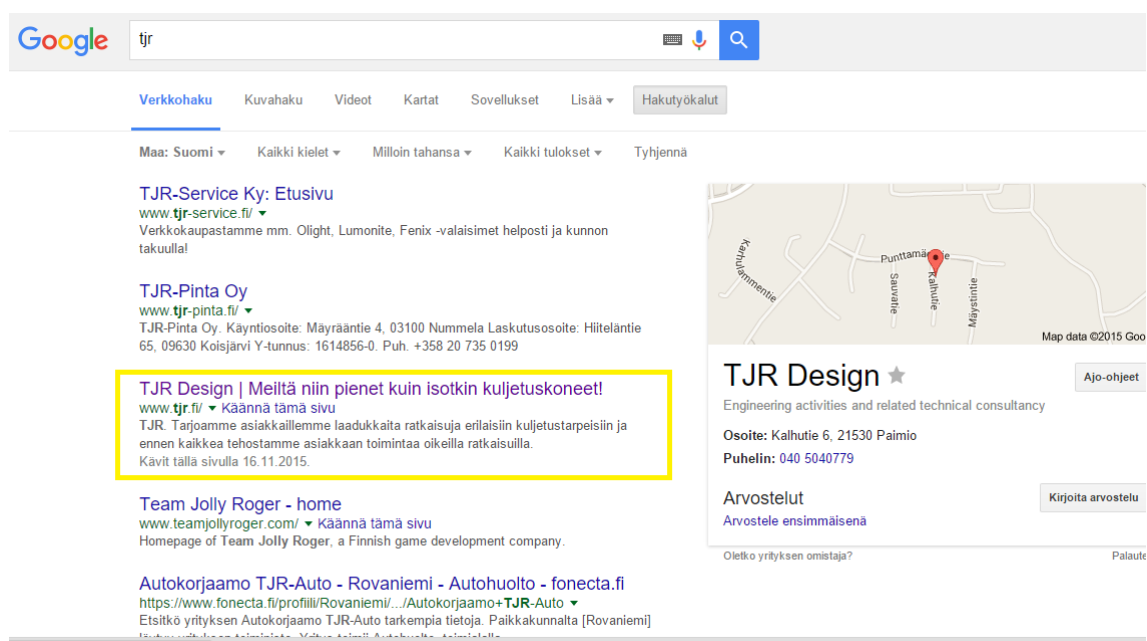 Google tjr
Verkkohaku Kuvahaku Videot Kartat Sovellukset Lisää Hakutyökalut
Maa: Suomi Kaikki kielet Milloin tahansa Kaikki tulokset Tyhjennä
TJR-Service Ky: Etusivu
www.tjr-service.fi/
Verkkokaupastamme mm. Olight, Lumonite, Fenix -valaisimet helposti ja kunnon
takuulla!
TJR-Pinta Oy
www.tjr-pinta.fi/
TJR-Pinta Oy. Käyntiosoite: Mäyrääntie 4, 03100 Nummela Laskutusosoite: Hiiteläntie
65, 09630 Koisjärvi Y-tunnus: 1614856-0. Puh. +358 20 735 0199
TJR Design | Meiltä niin pienet kuin isotkin kuljetuskoneet!
www.tjr.fi/ Käännä tämä sivu
TJR. Tarjoamme asiakkaillemme laadukkaita ratkaisuja erilaisiin kuljetustarpeisiin ja
ennen kaikkea tehostamme asiakkaan toimintaa oikeilla ratkaisuilla.
Kävit tällä sivulla 16.11.2015.
Team Jolly Roger - home
www.teamjollyroger.com/ Käännä tämä sivu
Homepage of Team Jolly Roger, a Finnish game development company.
Autokorjaamo TJR-Auto - Rovaniemi - Autohuolto - fonecta.fi
https://www.fonecta.fi/profiili/Rovaniemi/.../Autokorjaamo+TJR-Auto
Etsitkö yrityksen Autokorjaamo TJR-Auto tarkempia tietoja. Paikkakunnalta [Rovaniemi]
Karhulammentie
Sauvatie
Kalhutie
Mäystintie
Map data ©2015 Goo
TJR Design
Ajo-ohjeet
Engineering activities and related technical consultancy
Osoite: Kalhutie 6, 21530 Paimio
Puhelin: 040 5040779
Arvostelut
Kirjoita arvostelu
Arvostele ensimmäisenä
Oletko yrityksen omistaja? Palaute